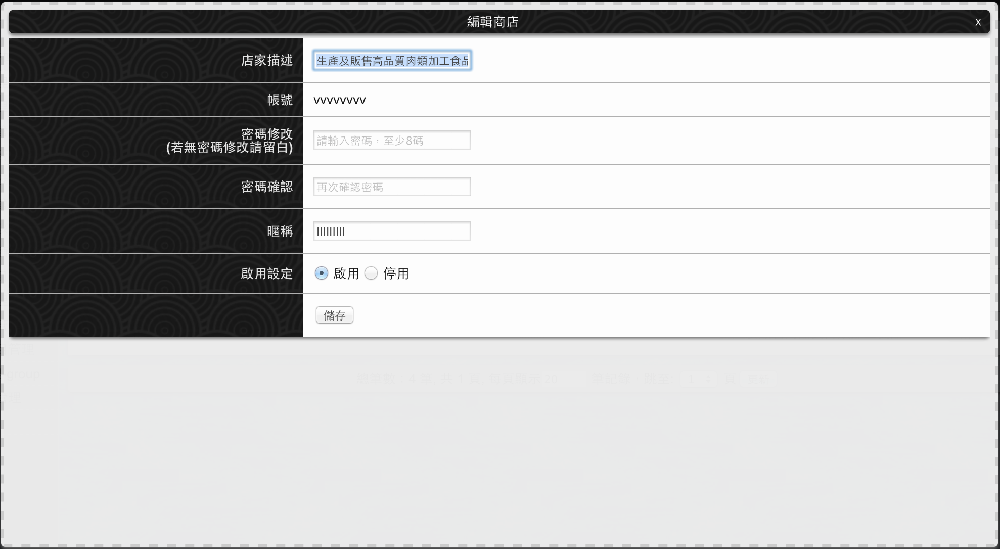 編輯商店
X
店家描述
生產及販售高品質肉類加工食品
帳號
vvvvvvvv
密碼修改
(若無密碼修改請留白)
請輸入密碼，至少8碼
密碼確認
再次確認密碼
暱稱
lllllllll
啟用設定
啟用 停用
儲存
管理
group
總筆數：4 筆, 共 1 頁, 每頁顯示 20 筆記錄，跳至: 1 頁 更新
理